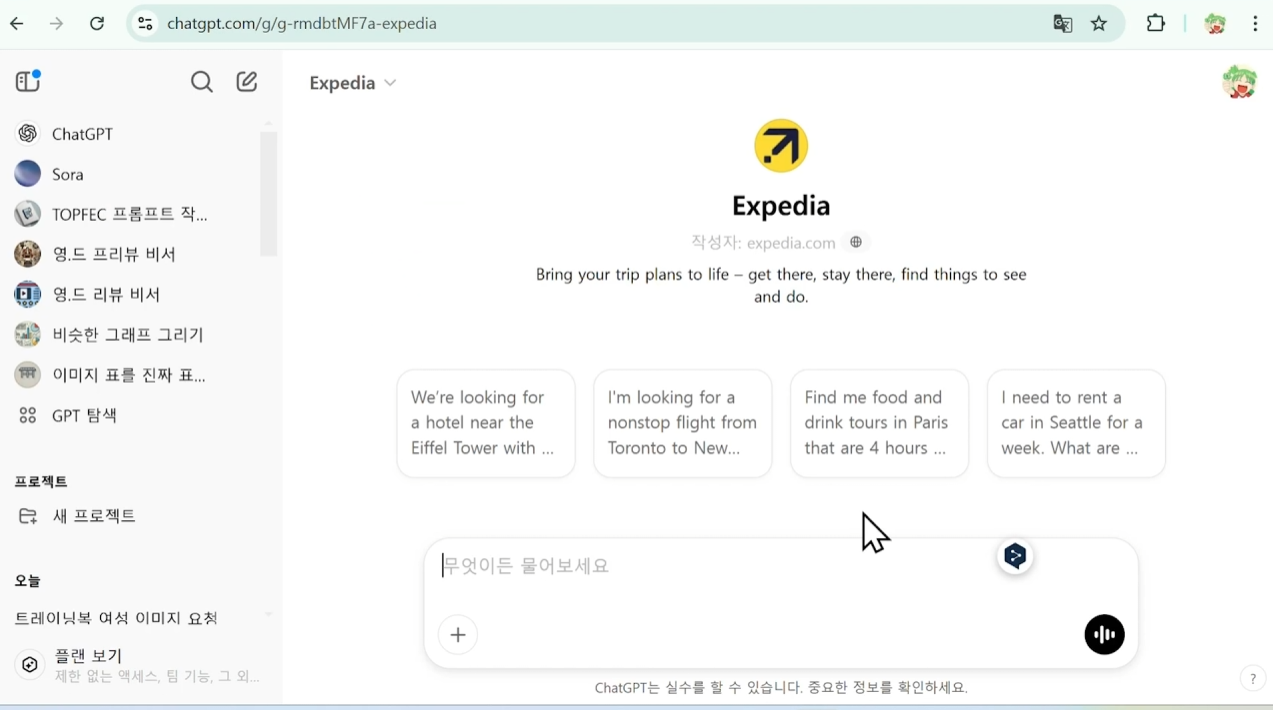 chatgpt.com/g/g-rmdbtMF7a-expedia
ChatGPT
Sora
TOPFEC 프롬프트 작...
영.드 프리뷰 비서
영.드 리뷰 비서
비슷한 그래프 그리기
이미지 표를 진짜 표...
GPT 탐색
프로젝트
새 프로젝트
오늘
트레이닝복 여성 이미지 요청
플랜 보기
제한 없는 액세스, 팀 기능, 그 외...
Expedia
Expedia
작성자: expedia.com
Bring your trip plans to life – get there, stay there, find things to see
and do.
We’re looking for
a hotel near the
Eiffel Tower with ...
I'm looking for a
nonstop flight from
Toronto to New...
Find me food and
drink tours in Paris
that are 4 hours ...
I need to rent a
car in Seattle for a
week. What are ...
무엇이든 물어보세요
ChatGPT는 실수를 할 수 있습니다. 중요한 정보를 확인하세요.
?